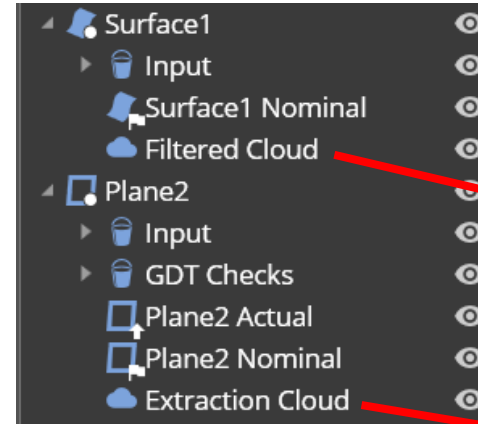 Surface1
Input
Surface1 Nominal
Filtered Cloud
Plane2
Input
GDT Checks
Plane2 Actual
Plane2 Nominal
Extraction Cloud